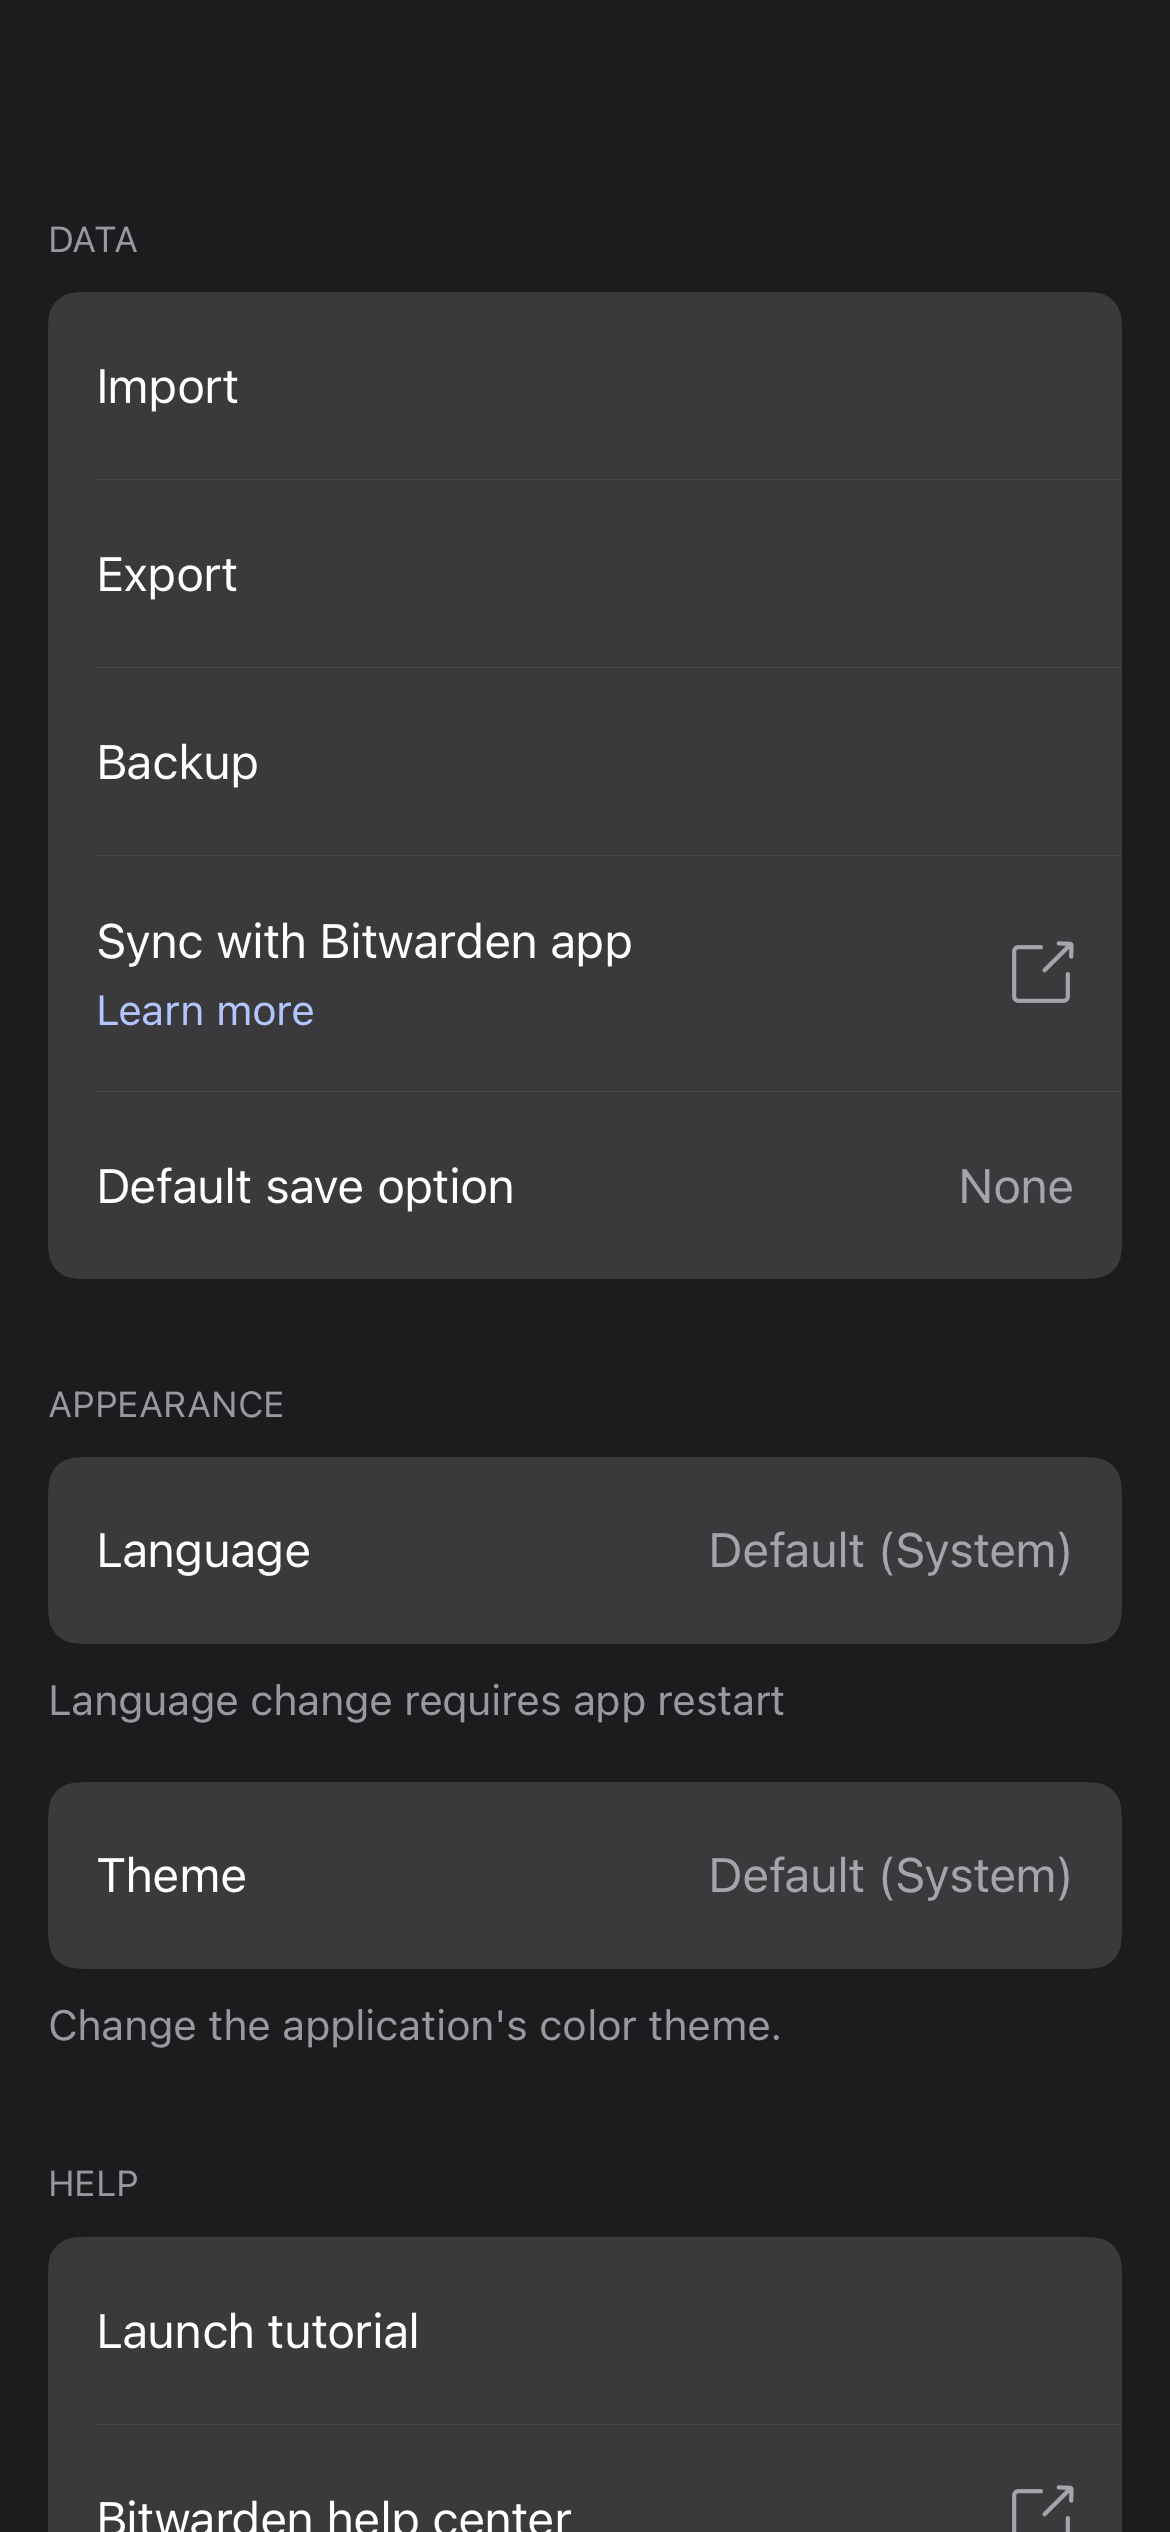 DATA
Import
Export
Backup
Sync with Bitwarden app
Learn more
Default save option None
APPEARANCE
Language Default (System)
Language change requires app restart
Theme Default (System)
Change the application's color theme.
HELP
Launch tutorial
Bitwarden help center